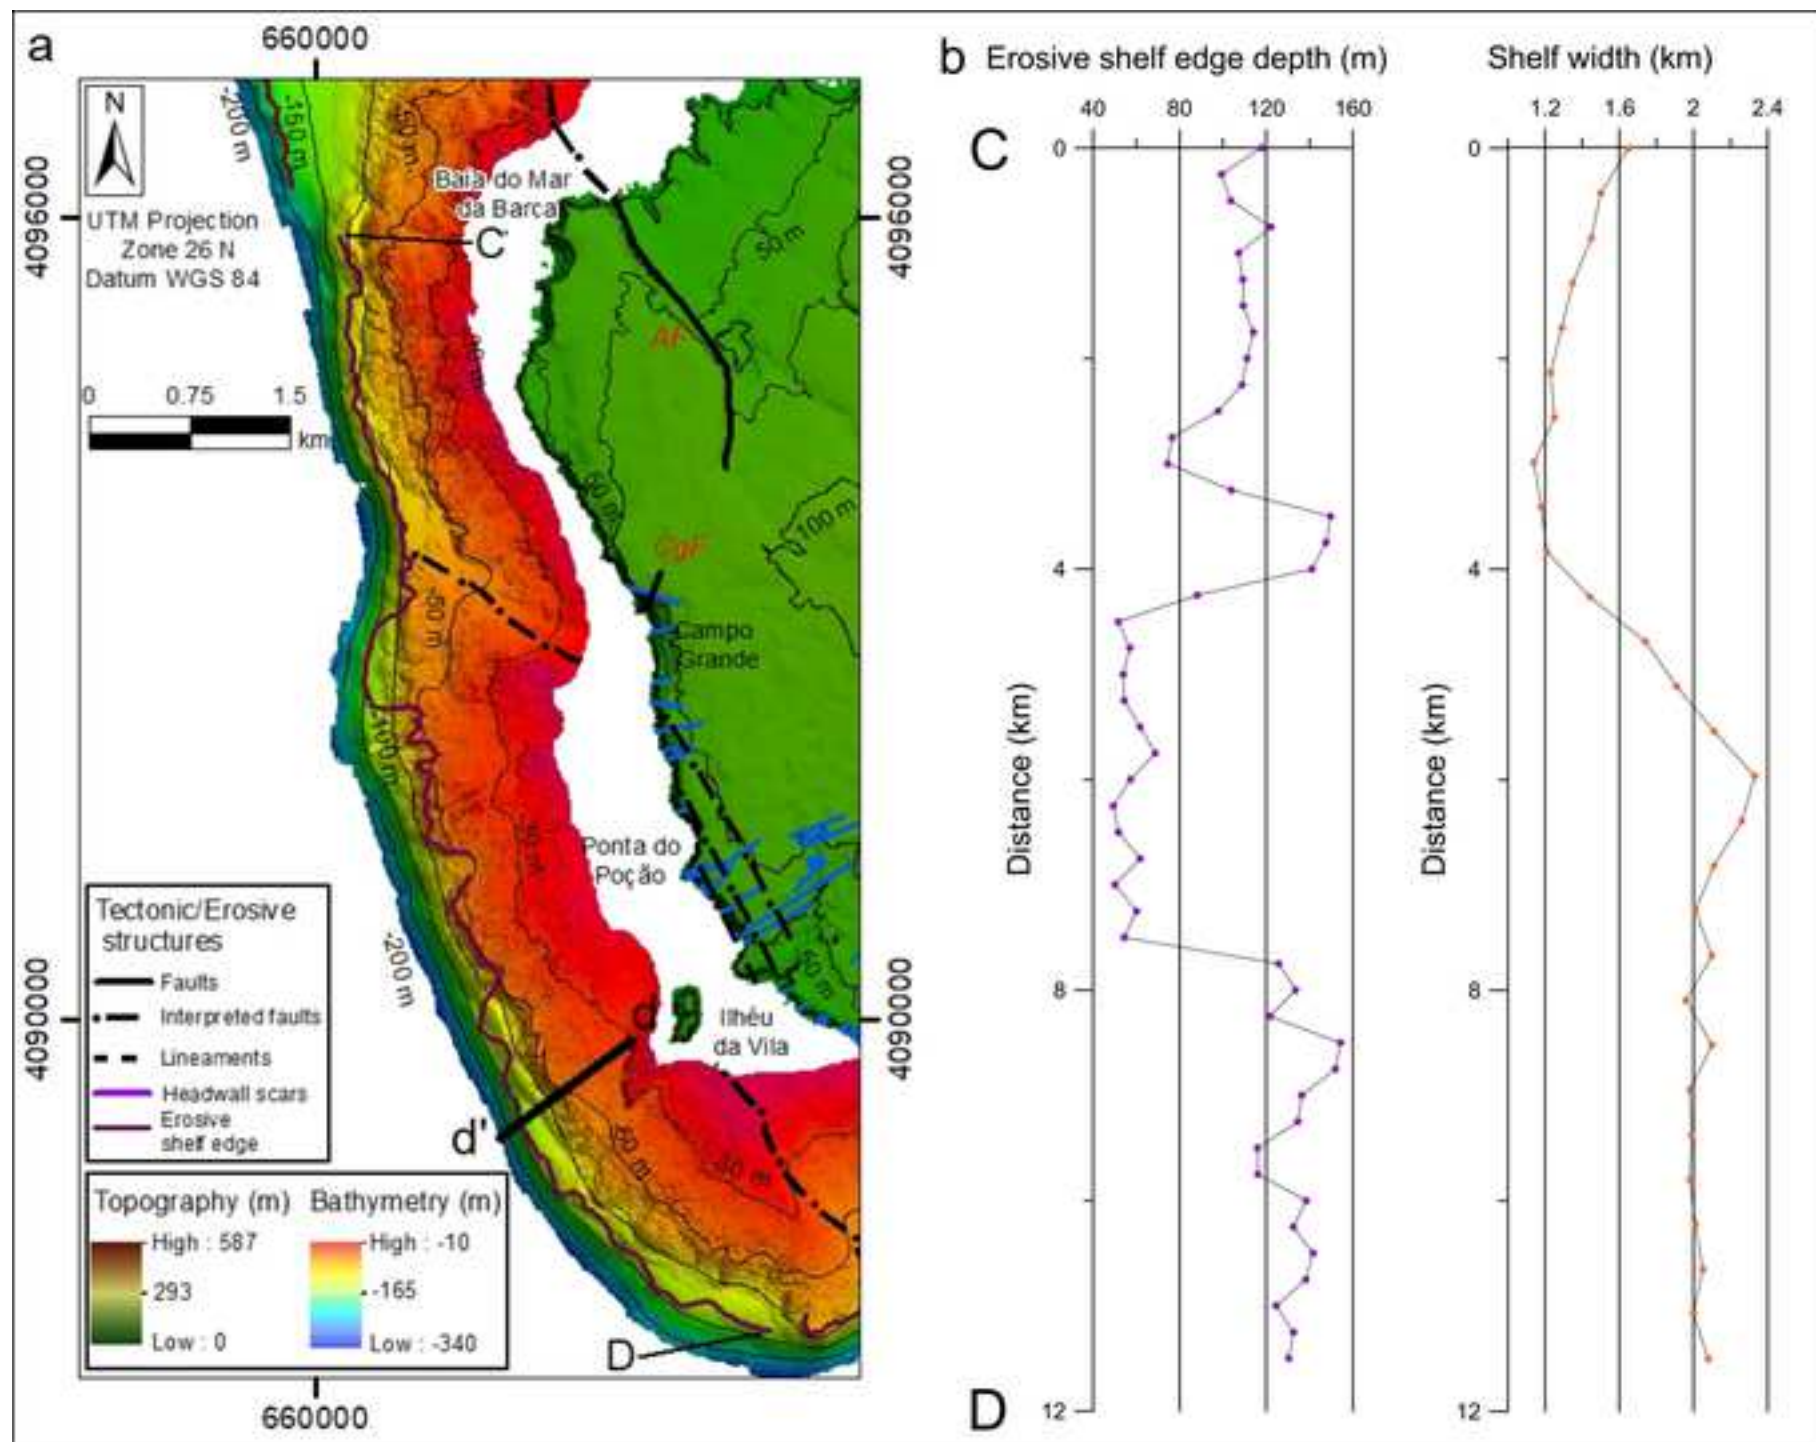 a
660000
N
UTM Projection
Zone 26 N
Datum WGS 84
0 0.75 1.5
km
4096000
4090000
-200 m
-150 m
-50 m
Baía do Mar
da Barca
C
50 m
AF
50 m
100 m
CgF
Campo
Grande
-50 m
-100 m
Ponta do
Poção
50 m
-200 m
d
Ilhéu
da Vila
d'
-50 m
D
4096000
4090000
660000
Tectonic/Erosive
structures
Faults
Interpreted faults
Lineaments
Headwall scars
Erosive
shelf edge
Topography (m)
High : 587
293
Low : 0
Bathymetry (m)
High : -10
-165
Low : -340
b
Erosive shelf edge depth (m)
40 80 120 160
C
0
4
8
12
Distance (km)
D
Shelf width (km)
1.2 1.6 2 2.4
0
4
8
12
Distance (km)